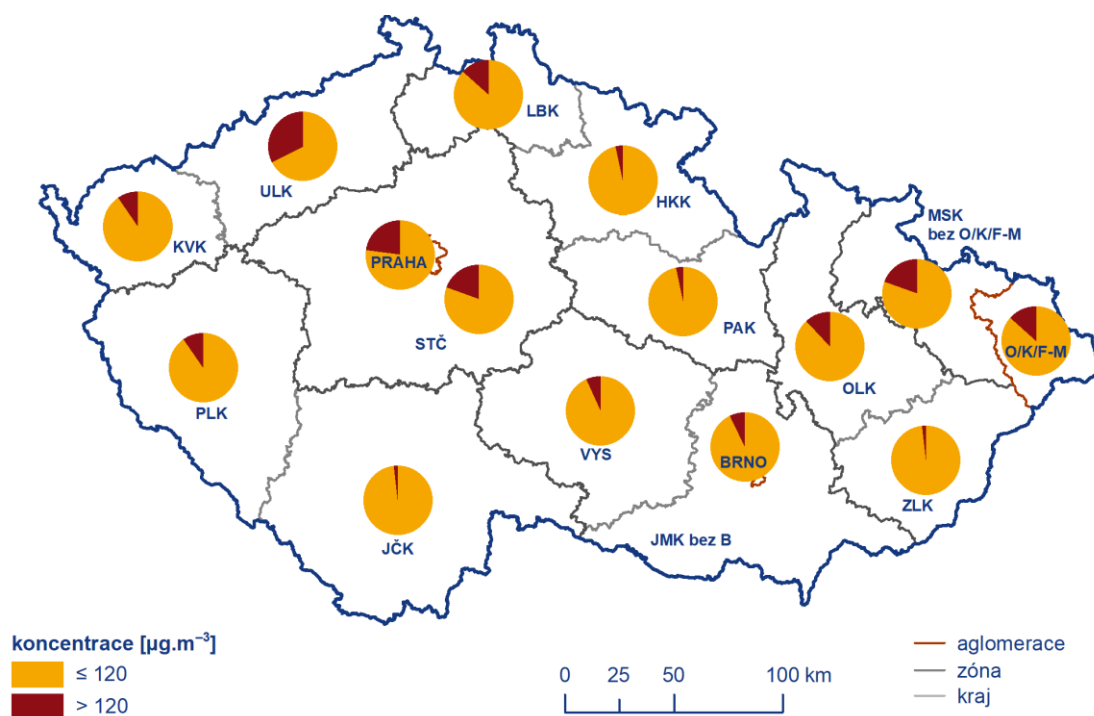 LBK
ULK
HKK
KVK
MSK
bez O/K/F-M
PRAHA
STČ
PAK
O/K/F-M
OLK
PLK
VYS
BRNO
ZLK
JČK
JMK bez B
koncentrace [µg.m⁻³]
≤ 120
> 120
0 25 50 100 km
aglomerace
zóna
kraj